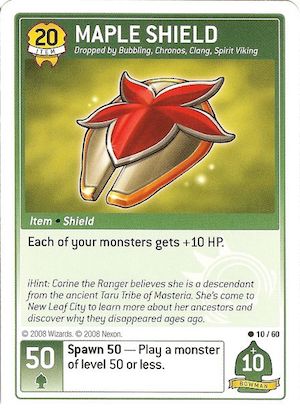 20
ITEM
MAPLE SHIELD
Dropped by Bubbling, Chronos, Clang, Spirit Viking
Item • Shield
Each of your monsters gets +10 HP.
iHint: Corine the Ranger believes she is a descendant
from the ancient Taru Tribe of Masteria. She's come to
New Leaf City to learn more about her ancestors and
discover why they disappeared ages ago.
© 2008 Wizards. © 2008 Nexon.
● 10 / 60
50
Spawn 50 — Play a monster
of level 50 or less.
10
BOWMAN